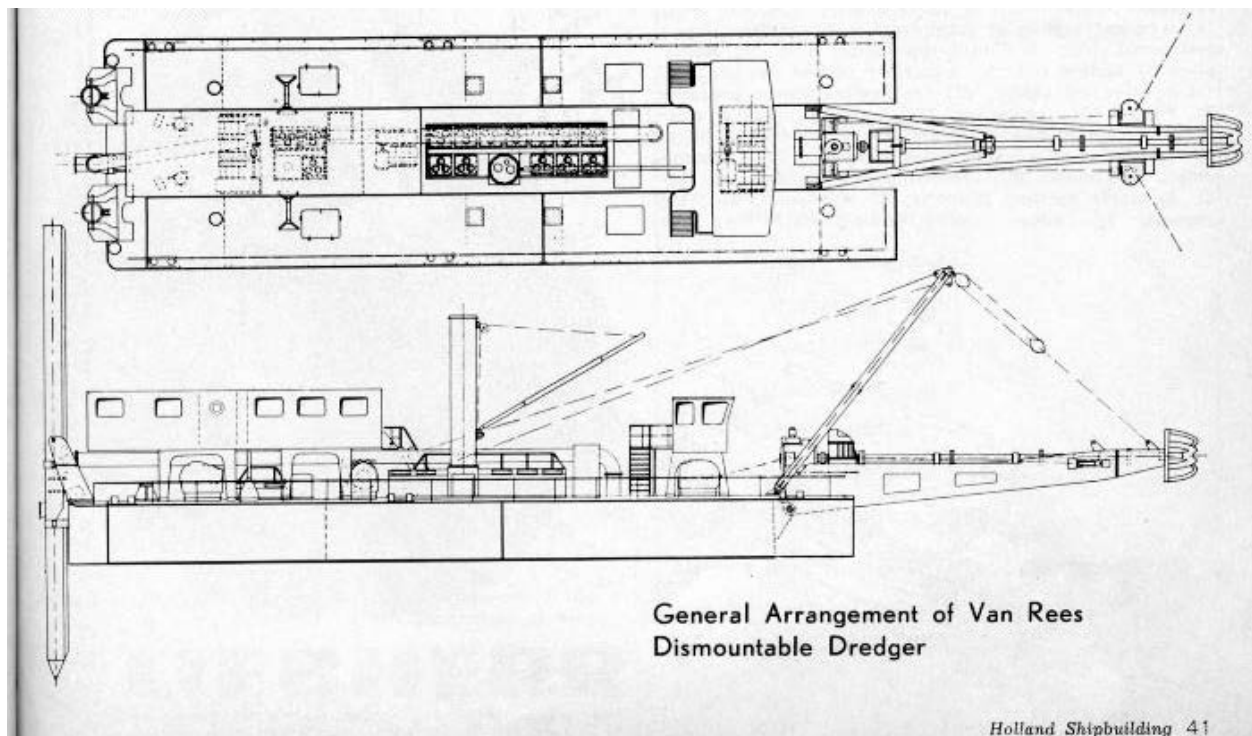 General Arrangement of Van Rees
Dismountable Dredger
Holland Shipbuilding 41